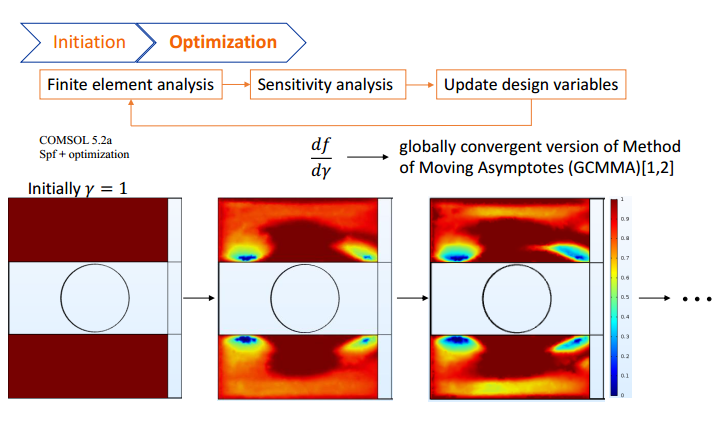 Initiation Optimization
Finite element analysis Sensitivity analysis Update design variables
COMSOL 5.2a
Spf + optimization
df
dγ
globally convergent version of Method
of Moving Asymptotes (GCMMA)[1,2]
Initially γ = 1
1
0.9
0.8
0.7
0.6
0.5
0.4
0.3
0.2
0.1
0
...